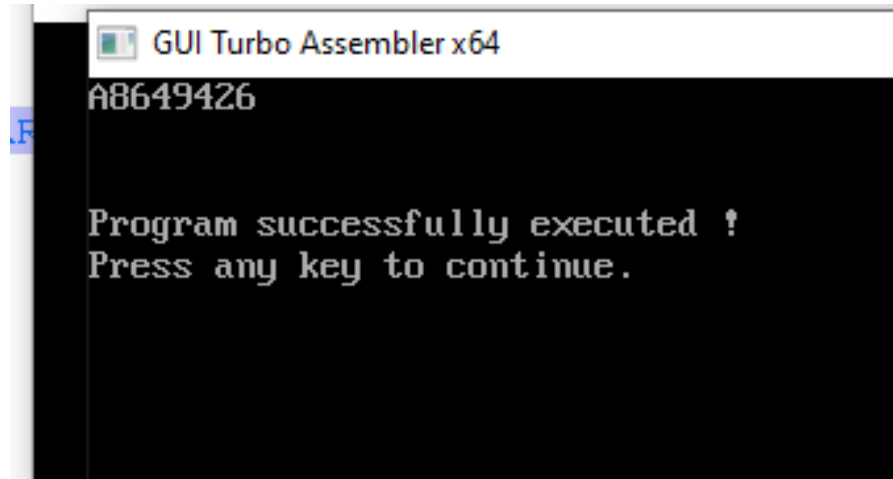 GUI Turbo Assembler x64
A8649426
Program successfully executed !
Press any key to continue.